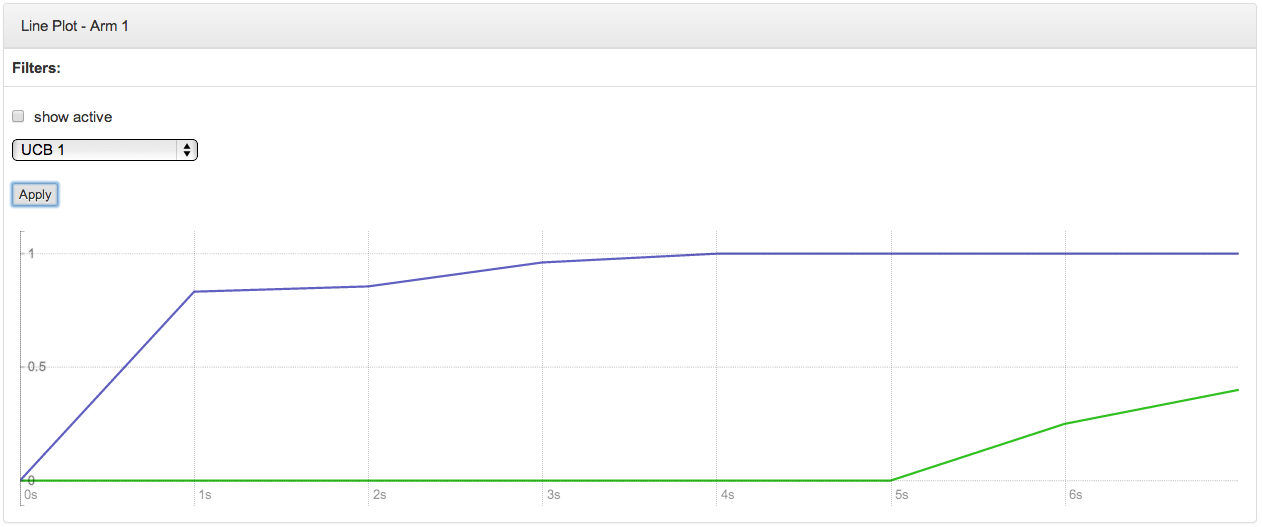 Line Plot - Arm 1
Filters:
show active
UCB 1
Apply
1
0.5
0
0s 1s 2s 3s 4s 5s 6s